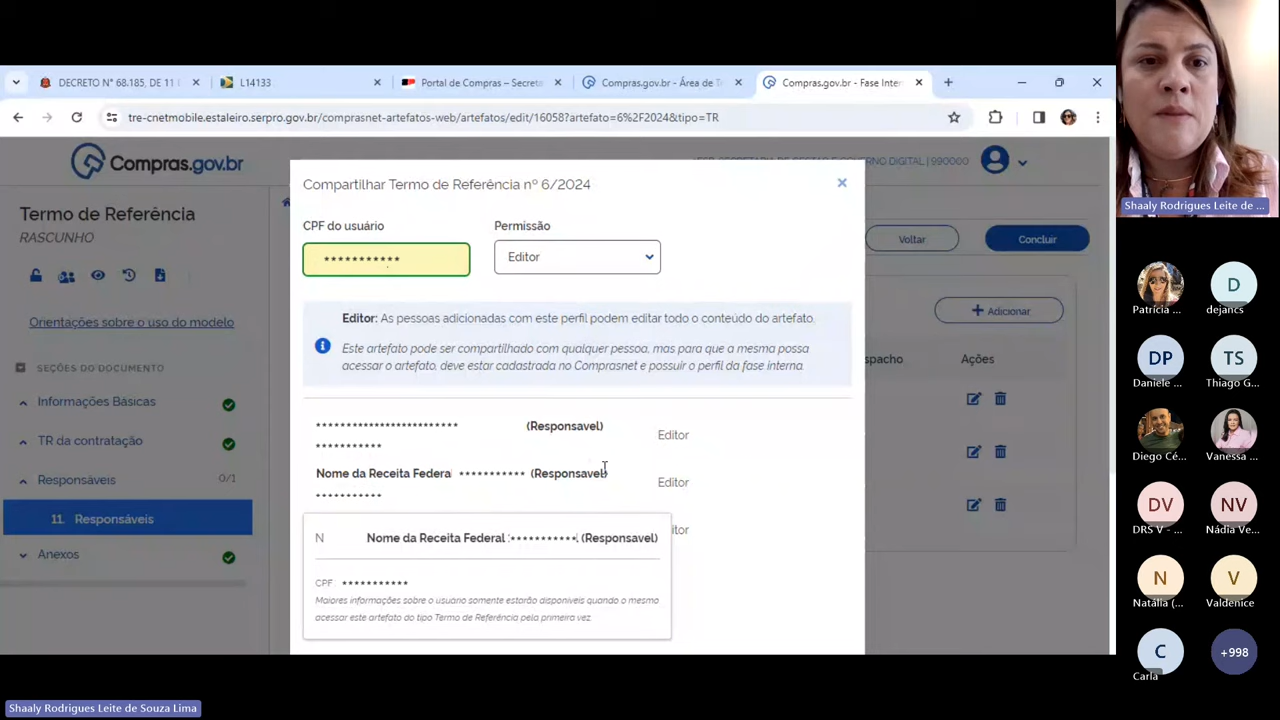 DECRETO N° 68.185, DE 11
L14133
Portal de Compras – Secreta
Compras.gov.br - Área de T
Compras.gov.br - Fase Inter
tre-cnetmobile.estaleiro.serpro.gov.br/comprasnet-artefatos-web/artefatos/edit/16058?artefato=6%2F2024&tipo=TR
Compras.gov.br
GOVERNO DIGITAL | 990000
Termo de Referência
RASCUNHO
Orientações sobre o uso do modelo
SEÇÕES DO DOCUMENTO
Informações Básicas
TR da contratação
Responsáveis 0/1
11. Responsáveis
Anexos
Compartilhar Termo de Referência nº 6/2024
CPF do usuário Permissão
*********** Editor
Editor: As pessoas adicionadas com este perfil podem editar todo o conteúdo do artefato.
Este artefato pode ser compartilhado com qualquer pessoa, mas para que a mesma possa
acessar o artefato, deve estar cadastrada no Comprasnet e possuir o perfil da fase interna.
************************* (Responsavel)
Editor
***********
Nome da Receita Federal *********** (Responsavel)
Editor
***********
N Nome da Receita Federal *********** (Responsavel)
itor
CPF: ***********
Maiores informações sobre o usuário somente estarão disponíveis quando o mesmo
acessar este artefato do tipo Termo de Referência pela primeira vez.
Voltar
Concluir
Adicionar
spacho
Ações
Shaaly Rodrigues Leite de ...
Patrícia ...
D
dejancs
DP
Daniele ...
TS
Thiago G...
Diego Cé...
Vanessa ...
DV
DRS V - ...
NV
Nádia Ve...
N
Natália (...
V
Valdenice
C
Carla
+998
Shaaly Rodrigues Leite de Souza Lima